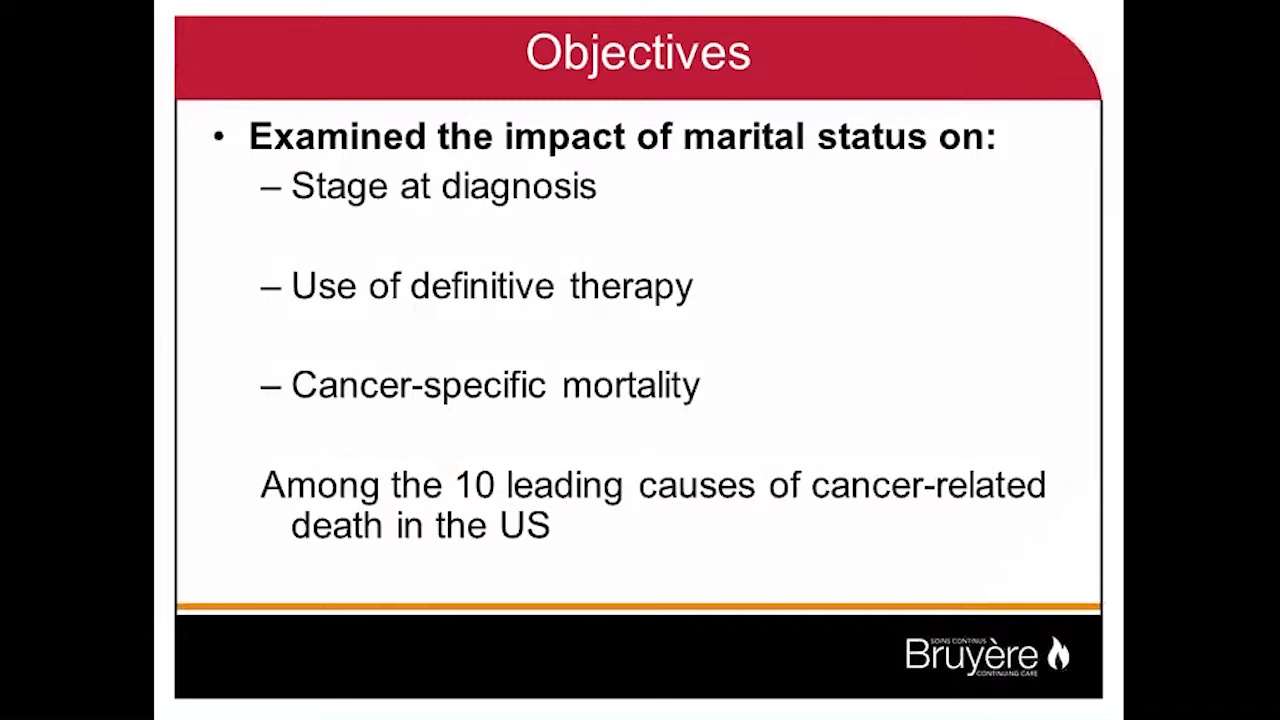 Objectives
• Examined the impact of marital status on:
– Stage at diagnosis
– Use of definitive therapy
– Cancer-specific mortality
Among the 10 leading causes of cancer-related
death in the US
SOINS CONTINUS
Bruyère
CONTINUING CARE